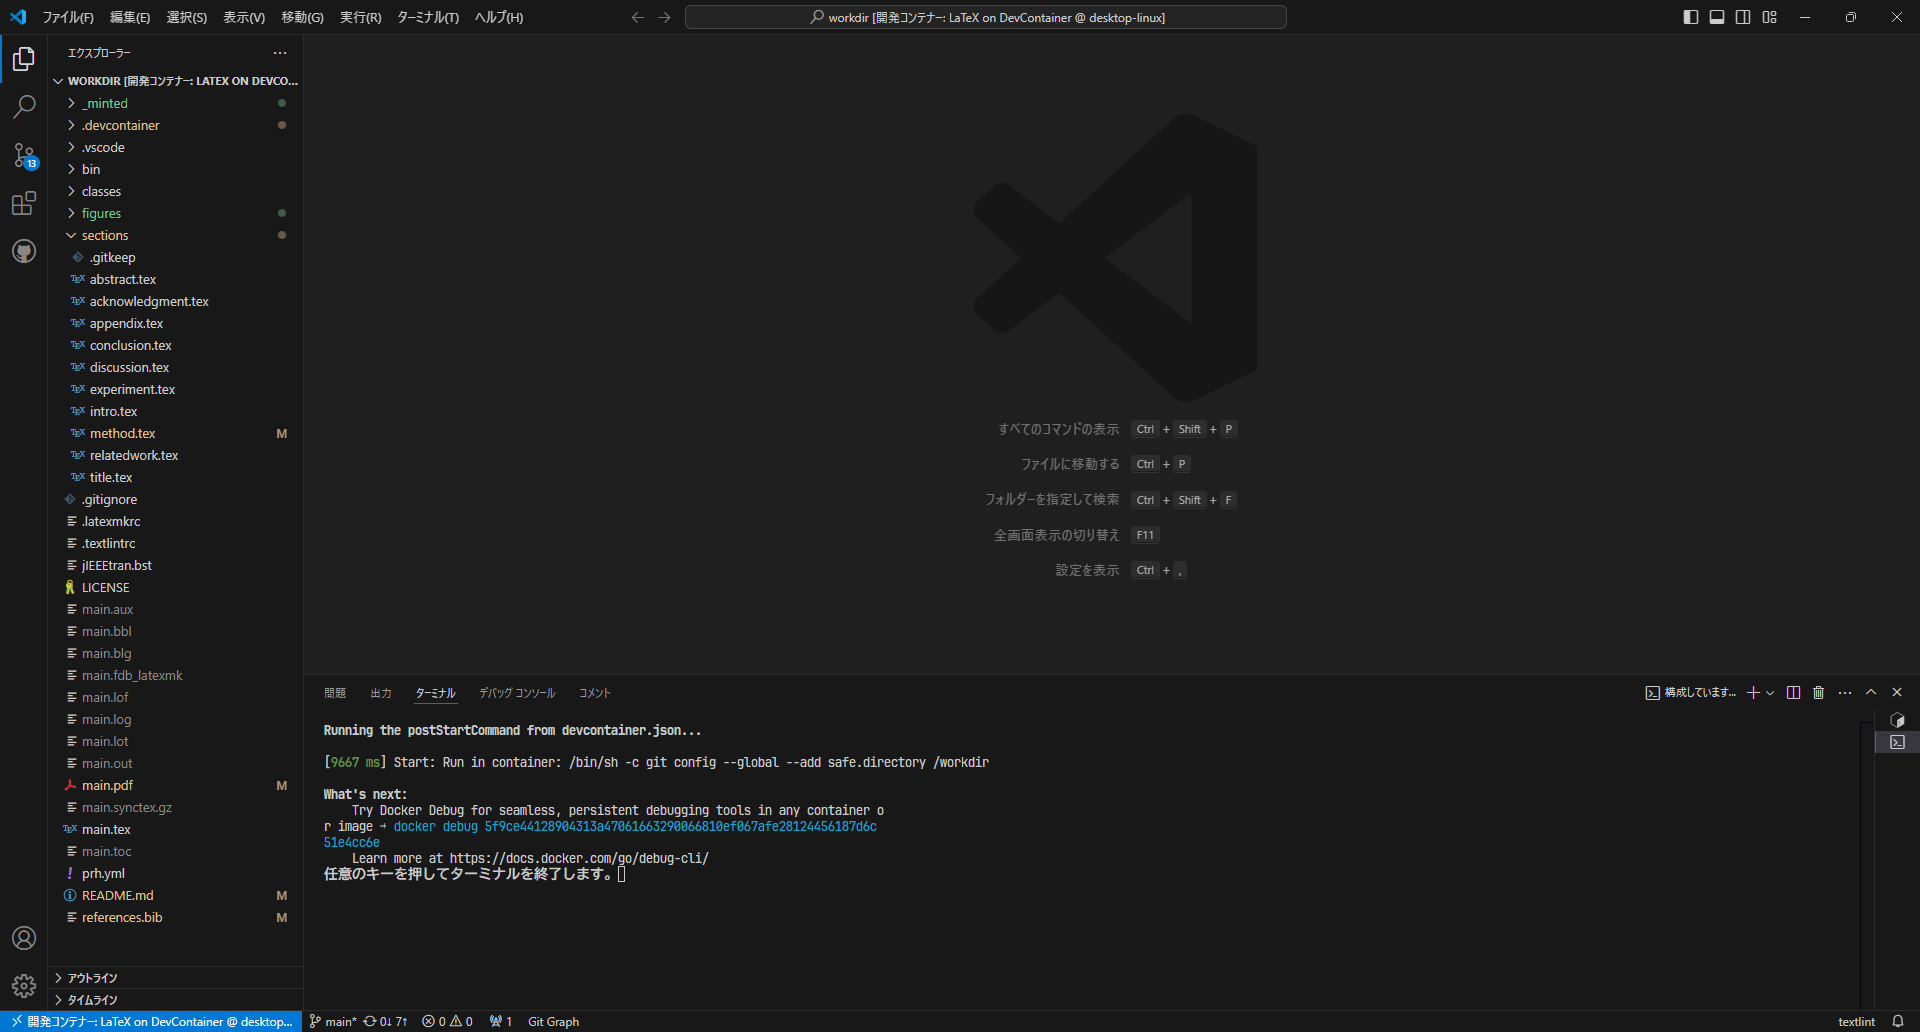 ファイル(F) 編集(E) 選択(S) 表示(V) 移動(G) 実行(R) ターミナル(T) ヘルプ(H)
workdir [開発コンテナー: LaTeX on DevContainer @ desktop-linux]
エクスプローラー
WORKDIR [開発コンテナー: LATEX ON DEVCO...
_minted
.devcontainer
.vscode
13
bin
classes
figures
sections
.gitkeep
abstract.tex
acknowledgment.tex
appendix.tex
conclusion.tex
discussion.tex
experiment.tex
intro.tex
method.tex M
relatedwork.tex
title.tex
.gitignore
.latexmkrc
.textlintrc
jIEEEtran.bst
LICENSE
main.aux
main.bbl
main.blg
main.fdb_latexmk
main.lof
main.log
main.lot
main.out
main.pdf M
main.synctex.gz
main.tex
main.toc
prh.yml
README.md M
references.bib M
アウトライン
タイムライン
すべてのコマンドの表示 Ctrl + Shift + P
ファイルに移動する Ctrl + P
フォルダーを指定して検索 Ctrl + Shift + F
全画面表示の切り替え F11
設定を表示 Ctrl + ,
問題 出力 ターミナル デバッグ コンソール コメント
構成しています...
Running the postStartCommand from devcontainer.json...
[9667 ms] Start: Run in container: /bin/sh -c git config --global --add safe.directory /workdir
What's next:
Try Docker Debug for seamless, persistent debugging tools in any container o
r image → docker debug 5f9ce44128904313a47061663290066810ef067afe28124456187d6c
51e4cc6e
Learn more at https://docs.docker.com/go/debug-cli/
任意のキーを押してターミナルを終了します。
開発コンテナー: LaTeX on DevContainer @ desktop... main* 0↓ 7↑ 0 0 1 Git Graph textlint